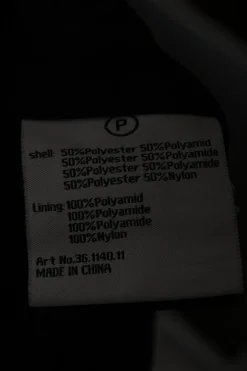 P
shell: 50%Polyester 50%Polyamid
50%Polyester 50%Polyamide
50%Polyester 50%Polyamide
50%Polyester 50%Nylon
Lining: 100%Polyamid
100%Polyamide
100%Polyamide
100%Nylon
Art No.36.1140.11
MADE IN CHINA